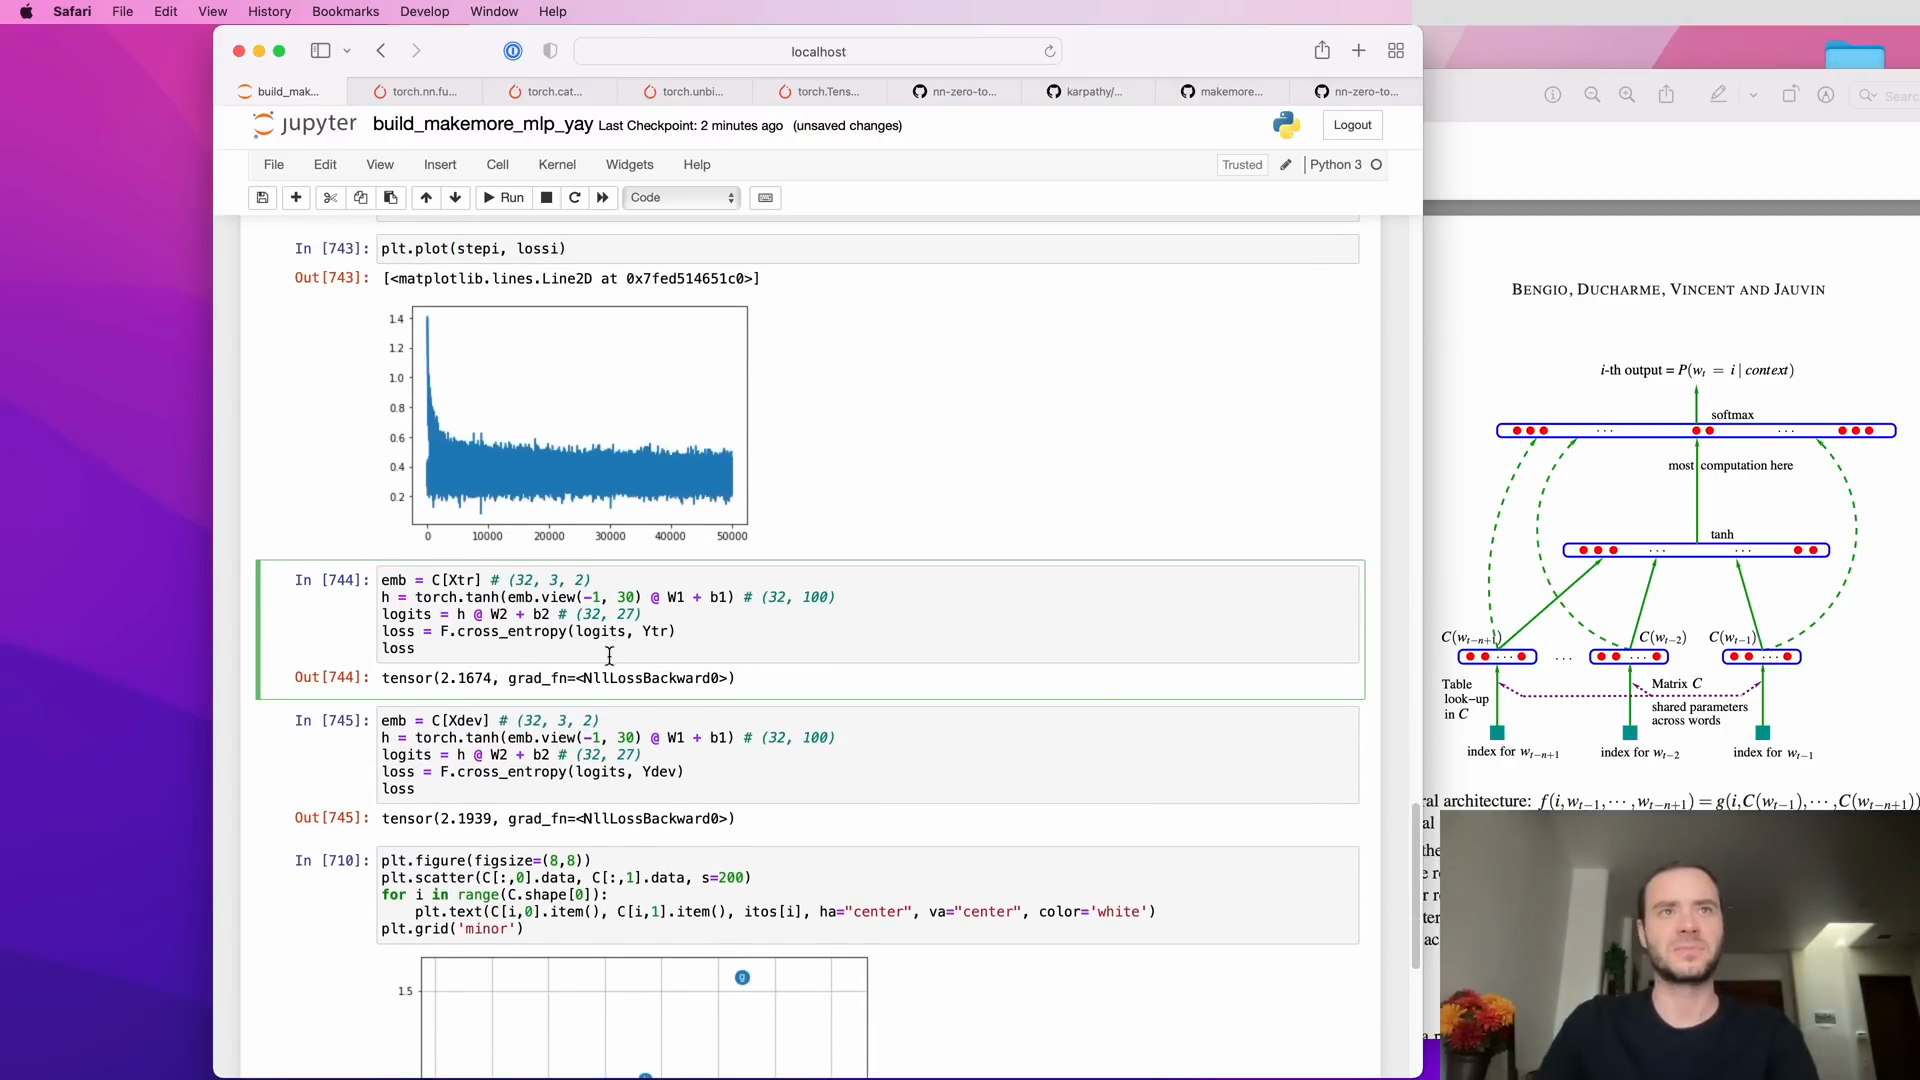 Safari File Edit View History Bookmarks Develop Window Help
localhost
build_mak... torch.nn.fu... torch.cat... torch.unbi... torch.Tens... nn-zero-to... karpathy/... makemore... nn-zero-to...
jupyter build_makemore_mlp_yay Last Checkpoint: 2 minutes ago (unsaved changes)
Logout
File Edit View Insert Cell Kernel Widgets Help
Trusted
Python 3
Run
Code
In [743]: plt.plot(stepi, lossi)
Out[743]: [<matplotlib.lines.Line2D at 0x7fed514651c0>]
1.4
1.2
1.0
0.8
0.6
0.4
0.2
0 10000 20000 30000 40000 50000
In [744]: emb = C[Xtr] # (32, 3, 2)
h = torch.tanh(emb.view(-1, 30) @ W1 + b1) # (32, 100)
logits = h @ W2 + b2 # (32, 27)
loss = F.cross_entropy(logits, Ytr)
loss
Out[744]: tensor(2.1674, grad_fn=<NllLossBackward0>)
In [745]: emb = C[Xdev] # (32, 3, 2)
h = torch.tanh(emb.view(-1, 30) @ W1 + b1) # (32, 100)
logits = h @ W2 + b2 # (32, 27)
loss = F.cross_entropy(logits, Ydev)
loss
Out[745]: tensor(2.1939, grad_fn=<NllLossBackward0>)
In [710]: plt.figure(figsize=(8,8))
plt.scatter(C[:,0].data, C[:,1].data, s=200)
for i in range(C.shape[0]):
plt.text(C[i,0].item(), C[i,1].item(), itos[i], ha="center", va="center", color='white')
plt.grid('minor')
g
1.5
Search
BENGIO, DUCHARME, VINCENT AND JAUVIN
i-th output = P(w_t = i | context)
softmax
most computation here
tanh
C(w_{t−n+1}) C(w_{t−2}) C(w_{t−1})
Table
look−up
in C
Matrix C
shared parameters
across words
index for w_{t−n+1} index for w_{t−2} index for w_{t−1}
ral architecture: f(i,w_{t−1},⋯,w_{t−n+1}) = g(i,C(w_{t−1}),⋯,C(w_{t−n+1}))